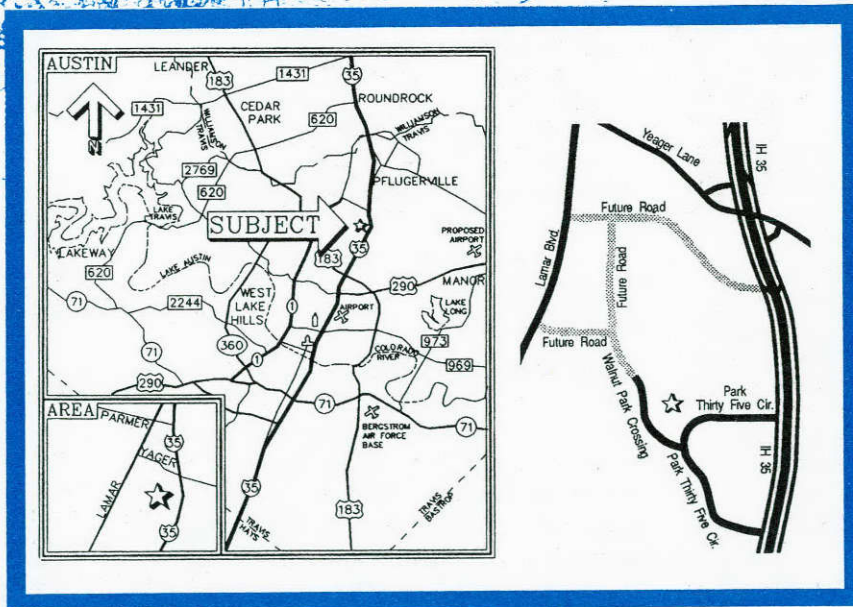 AUSTIN
N
LEANDER
183
1431
35
1431
CEDAR
PARK
ROUNDROCK
620
WILLIAMSON
TRAVIS
WILLIAMSON
TRAVIS
2769
620
PFLUGERVILLE
LAKE
TRAVIS
SUBJECT
PROPOSED
AIRPORT
LAKEWAY
620
LAKE AUSTIN
35
183
290
MANOR
71
2244
WEST
LAKE
HILLS
1
AIRPORT
LAKE
LONG
71
360
1
COLORADO
RIVER
973
969
290
71
71
BERGSTROM
AIR FORCE
BASE
35
183
TRAVIS
HAYS
TRAVIS
BASTROP
AREA
PARMER
35
YAGER
LAMAR
35
Yeager Lane
IH 35
Lamar Blvd.
Future Road
Future Road
Future Road
Walnut Park Crossing
Park
Thirty Five Cir.
Park Thirty Five Cir.
IH 35